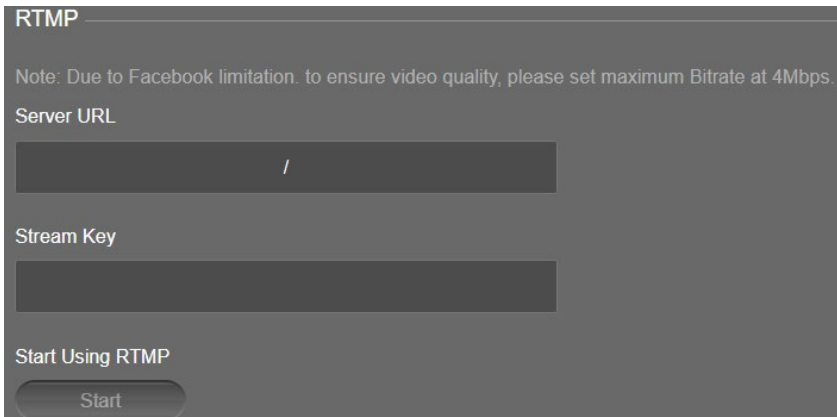 RTMP
Note: Due to Facebook limitation. to ensure video quality, please set maximum Bitrate at 4Mbps.
Server URL
/
Stream Key
Start Using RTMP
Start